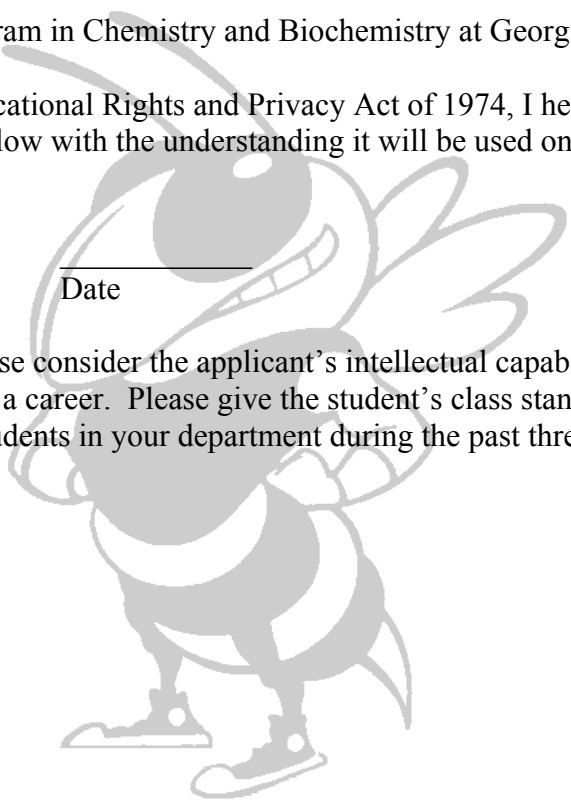 ram in Chemistry and Biochemistry at Georg
cational Rights and Privacy Act of 1974, I he
low with the understanding it will be used on
____________
Date
se consider the applicant’s intellectual capab
a career.  Please give the student’s class stan
udents in your department during the past thre